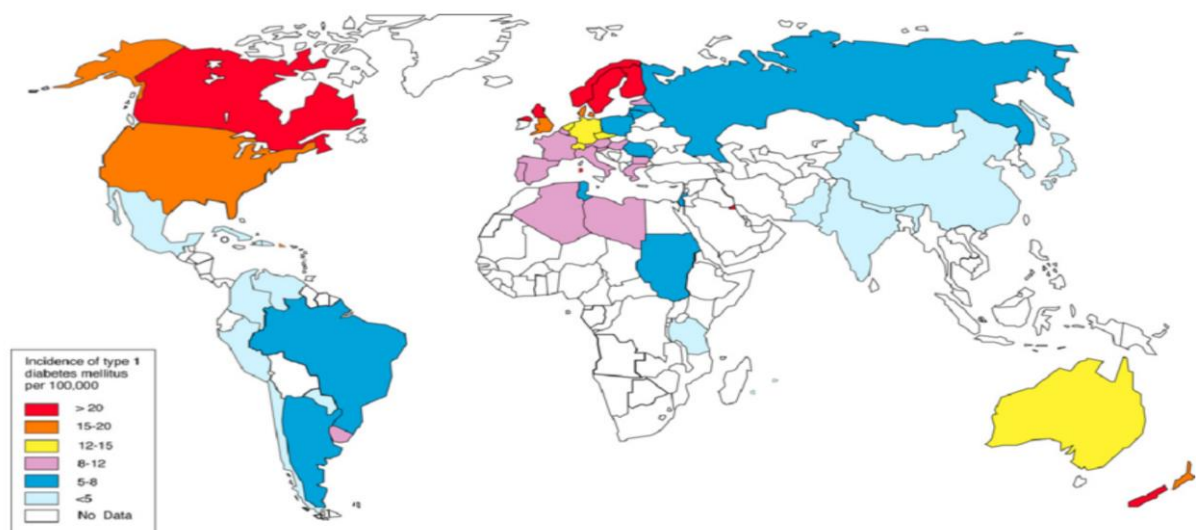 Incidence of type 1
diabetes mellitus
per 100,000
> 20
15-20
12-15
8-12
5-8
<5
No Data